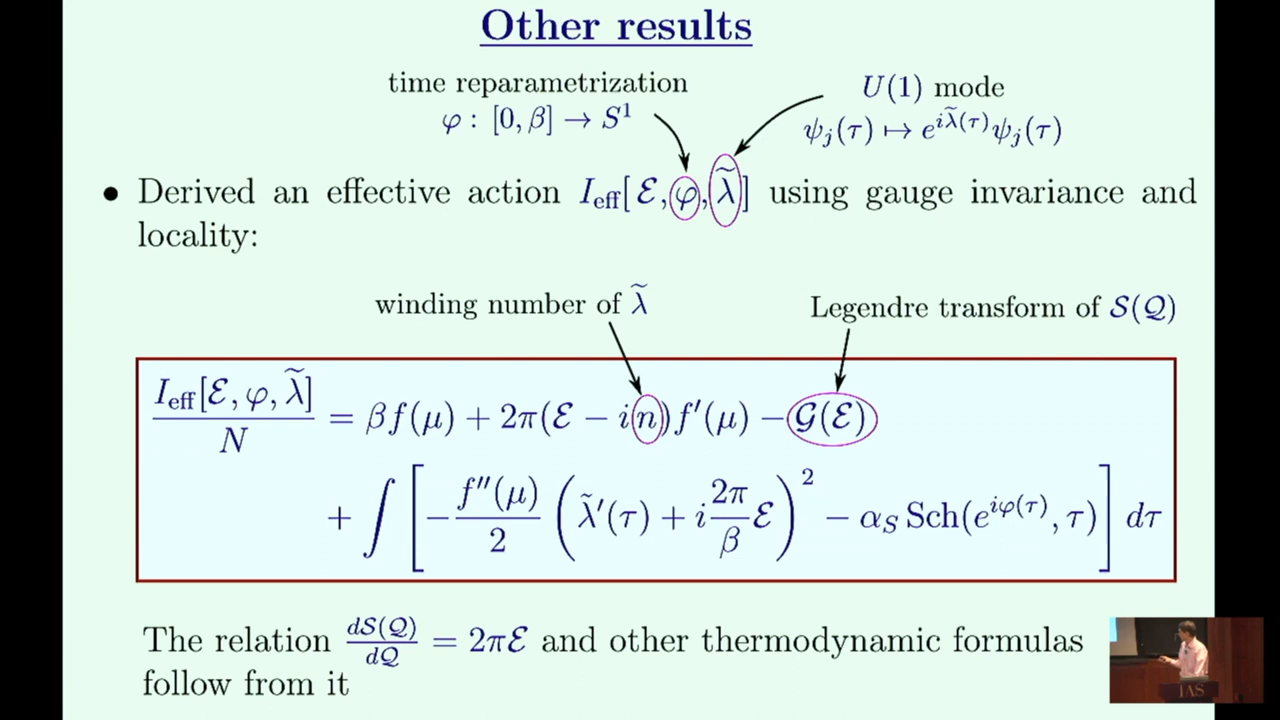 Other results
time reparametrization
φ : [0, β] → S¹
U(1) mode
ψ_j(τ) ↦ e^{iλ̃(τ)}ψ_j(τ)
• Derived an effective action I_eff[ℰ, φ, λ̃] using gauge invariance and
locality:
winding number of λ̃
Legendre transform of 𝒮(𝒬)
I_eff[ℰ, φ, λ̃] / N = βf(μ) + 2π(ℰ − in)f′(μ) − 𝒢(ℰ)
+ ∫ [ −f″(μ)/2 ( λ̃′(τ) + i 2π/β ℰ )² − α_S Sch(e^{iφ(τ)}, τ) ] dτ
The relation d𝒮(𝒬)/d𝒬 = 2πℰ and other thermodynamic formulas
follow from it
IAS